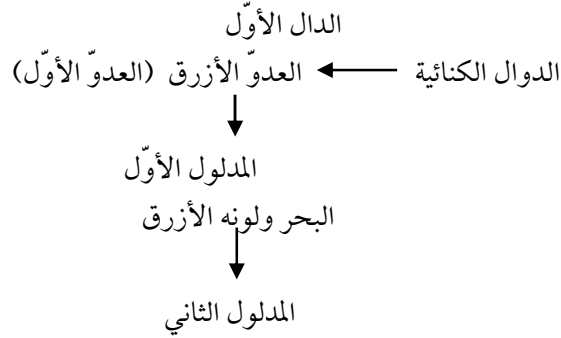 الدال الأوّل
الدوال الكنائية العدوّ الأزرق (العدوّ الأوّل)
المدلول الأوّل
البحر ولونه الأزرق
المدلول الثاني